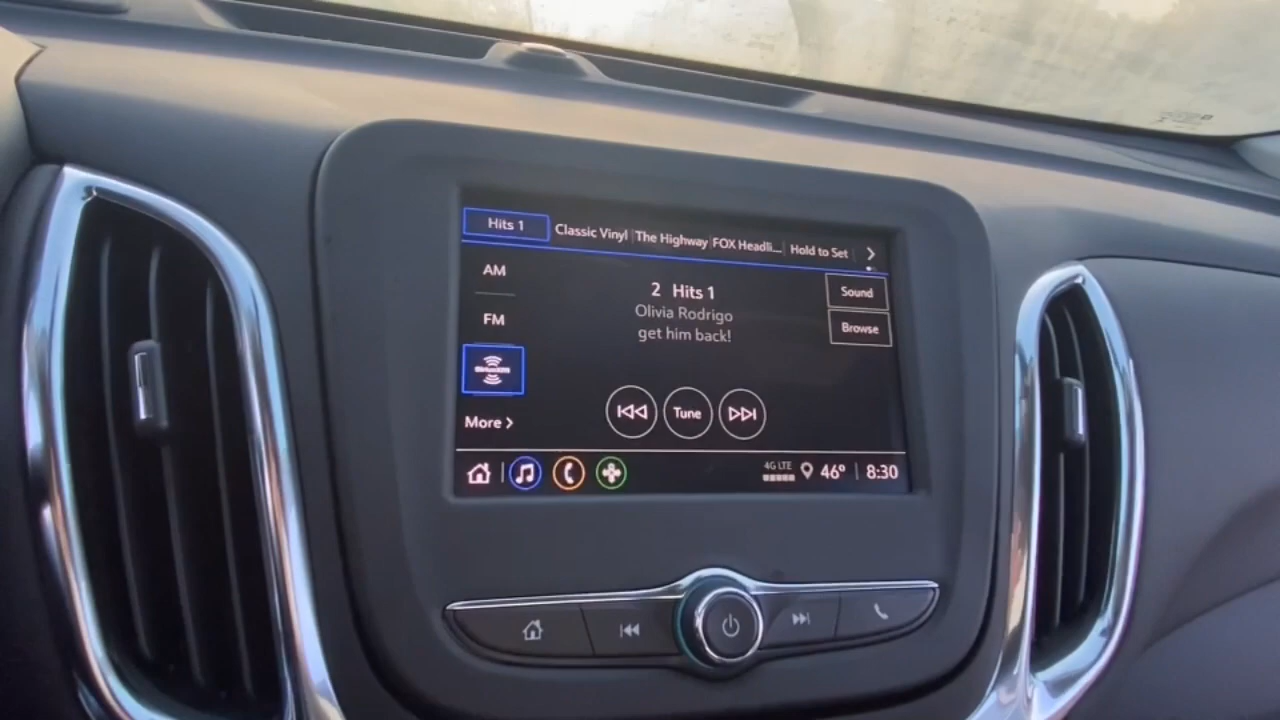 Hits 1
Classic Vinyl
The Highway
FOX Headli...
Hold to Set
AM
FM
SiriusXM
More
2 Hits 1
Olivia Rodrigo
get him back!
Sound
Browse
Tune
4G LTE
46°
8:30